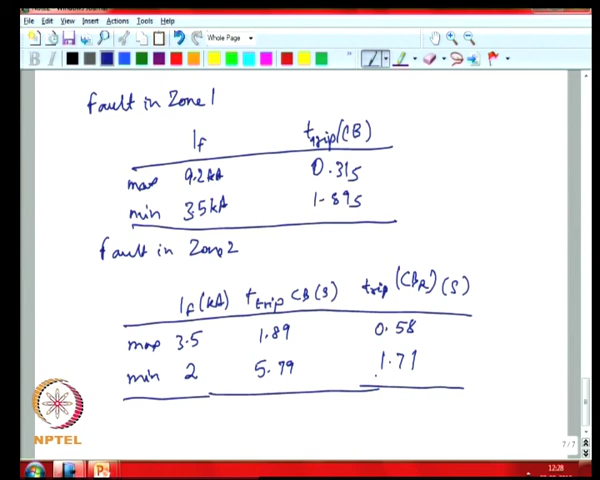 File Edit View Insert Actions Tools Help
Whole Page
B I
fault in Zone 1
If ttrip(CB)
max 9.2kA 0.31s
min 3.5kA 1.89s
fault in Zone 2
If(kA) ttrip CB(s) ttrip (CBR) (s)
max 3.5 1.89 0.58
min 2 5.79 1.71
NPTEL
7/7
12:28